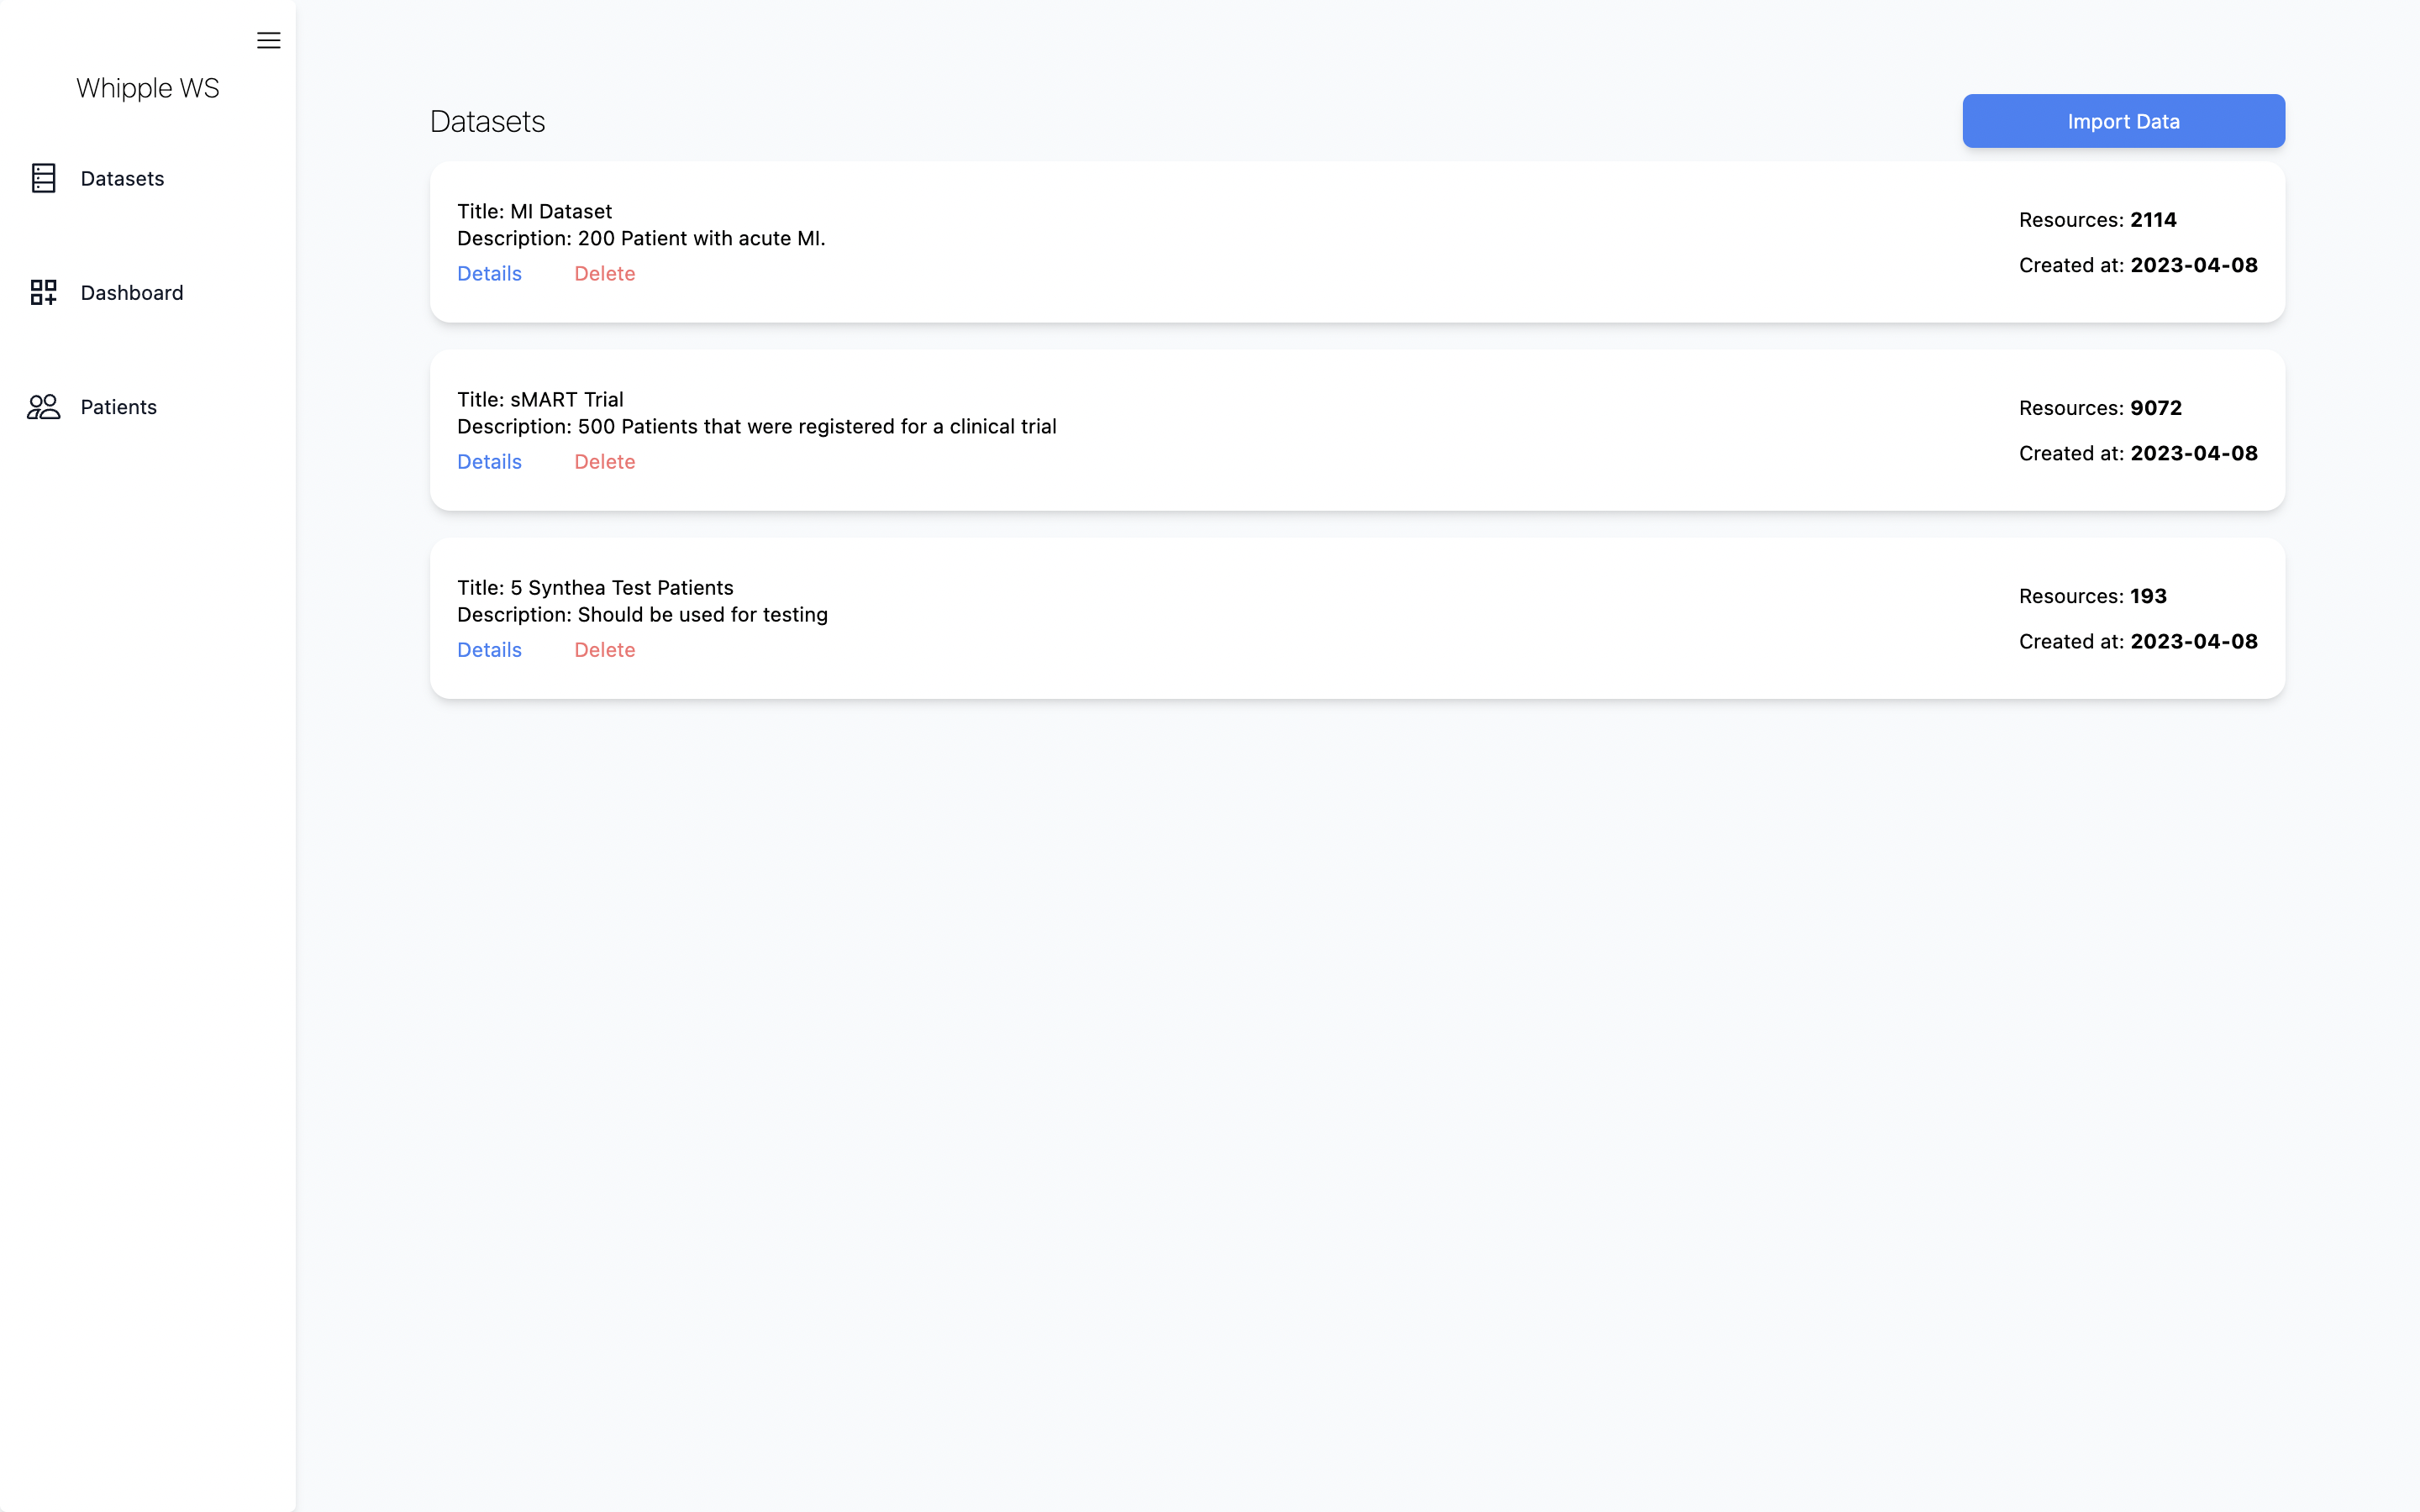 Whipple WS
Datasets
Dashboard
Patients
Datasets
Import Data
Title: MI Dataset
Description: 200 Patient with acute MI.
Details Delete
Resources: 2114
Created at: 2023-04-08
Title: sMART Trial
Description: 500 Patients that were registered for a clinical trial
Details Delete
Resources: 9072
Created at: 2023-04-08
Title: 5 Synthea Test Patients
Description: Should be used for testing
Details Delete
Resources: 193
Created at: 2023-04-08